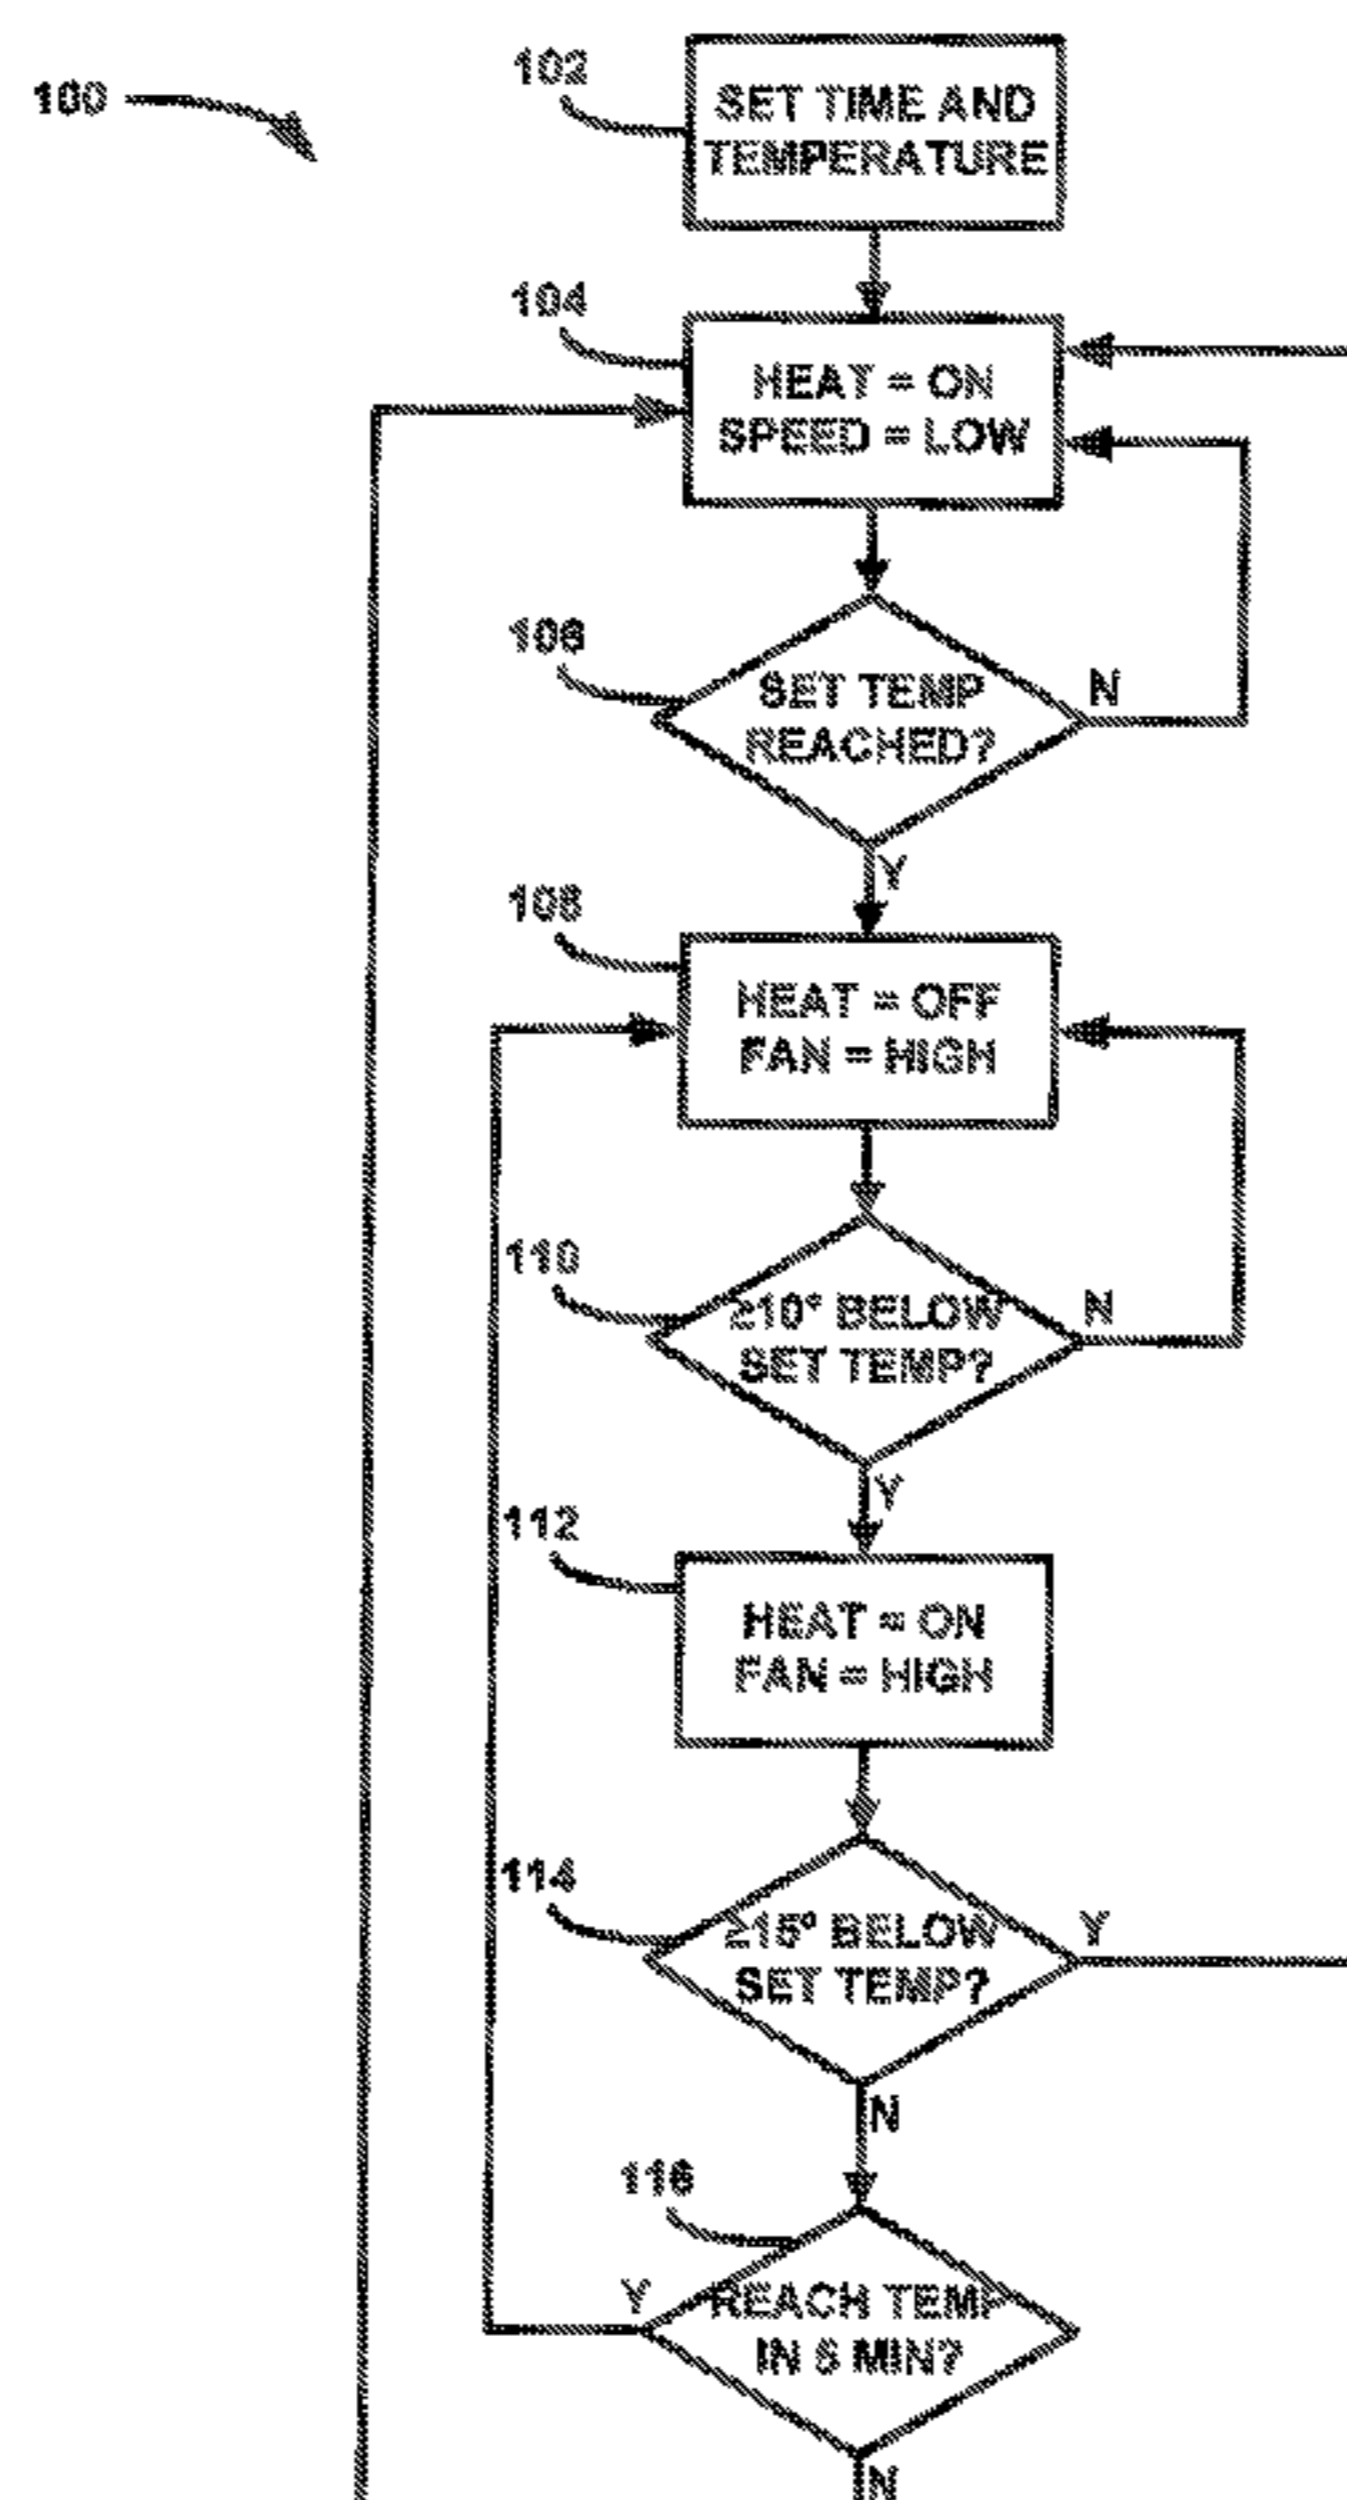 100
102
SET TIME AND
TEMPERATURE
104
HEAT = ON
SPEED = LOW
106
SET TEMP
REACHED?
N
Y
108
HEAT = OFF
FAN = HIGH
110
≥10° BELOW
SET TEMP?
N
Y
112
HEAT = ON
FAN = HIGH
114
≥15° BELOW
SET TEMP?
Y
N
116
Y
REACH TEMP
IN 5 MIN?
N